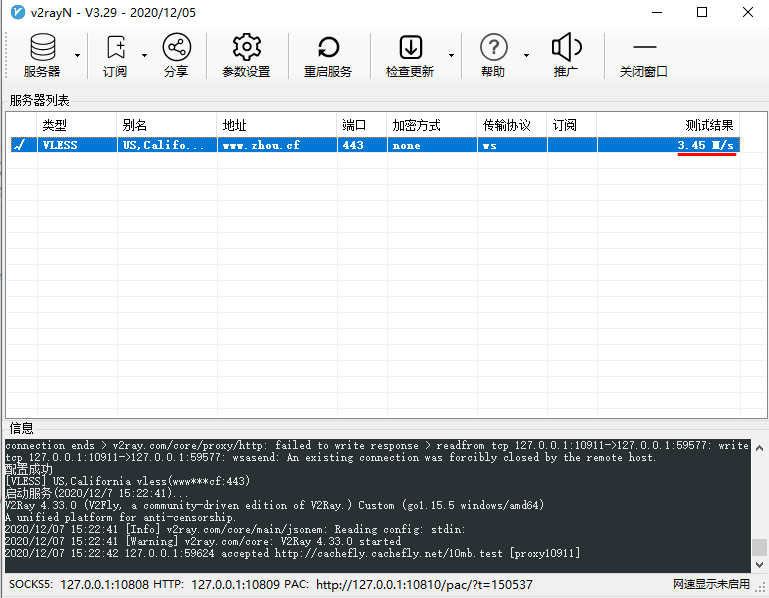 v2rayN - V3.29 - 2020/12/05
服务器 订阅 分享 参数设置 重启服务 检查更新 帮助 推广 关闭窗口
服务器列表
类型 别名 地址 端口 加密方式 传输协议 订阅 测试结果
✓ VLESS US,Califo... www.zhou.cf 443 none ws 3.45 M/s
信息
connection ends > v2ray.com/core/proxy/http: failed to write response > readfrom tcp 127.0.0.1:10911->127.0.0.1:59577: write
tcp 127.0.0.1:10911->127.0.0.1:59577: wsasend: An existing connection was forcibly closed by the remote host.
配置成功
[VLESS] US,California vless(www***cf:443)
启动服务(2020/12/7 15:22:41)...
V2Ray 4.33.0 (V2Fly, a community-driven edition of V2Ray.) Custom (go1.15.5 windows/amd64)
A unified platform for anti-censorship.
2020/12/07 15:22:41 [Info] v2ray.com/core/main/jsonem: Reading config: stdin:
2020/12/07 15:22:41 [Warning] v2ray.com/core: V2Ray 4.33.0 started
2020/12/07 15:22:42 127.0.0.1:59624 accepted http://cachefly.cachefly.net/10mb.test [proxy10911]
SOCKS5: 127.0.0.1:10808 HTTP: 127.0.0.1:10809 PAC: http://127.0.0.1:10810/pac/?t=150537 网速显示未启用